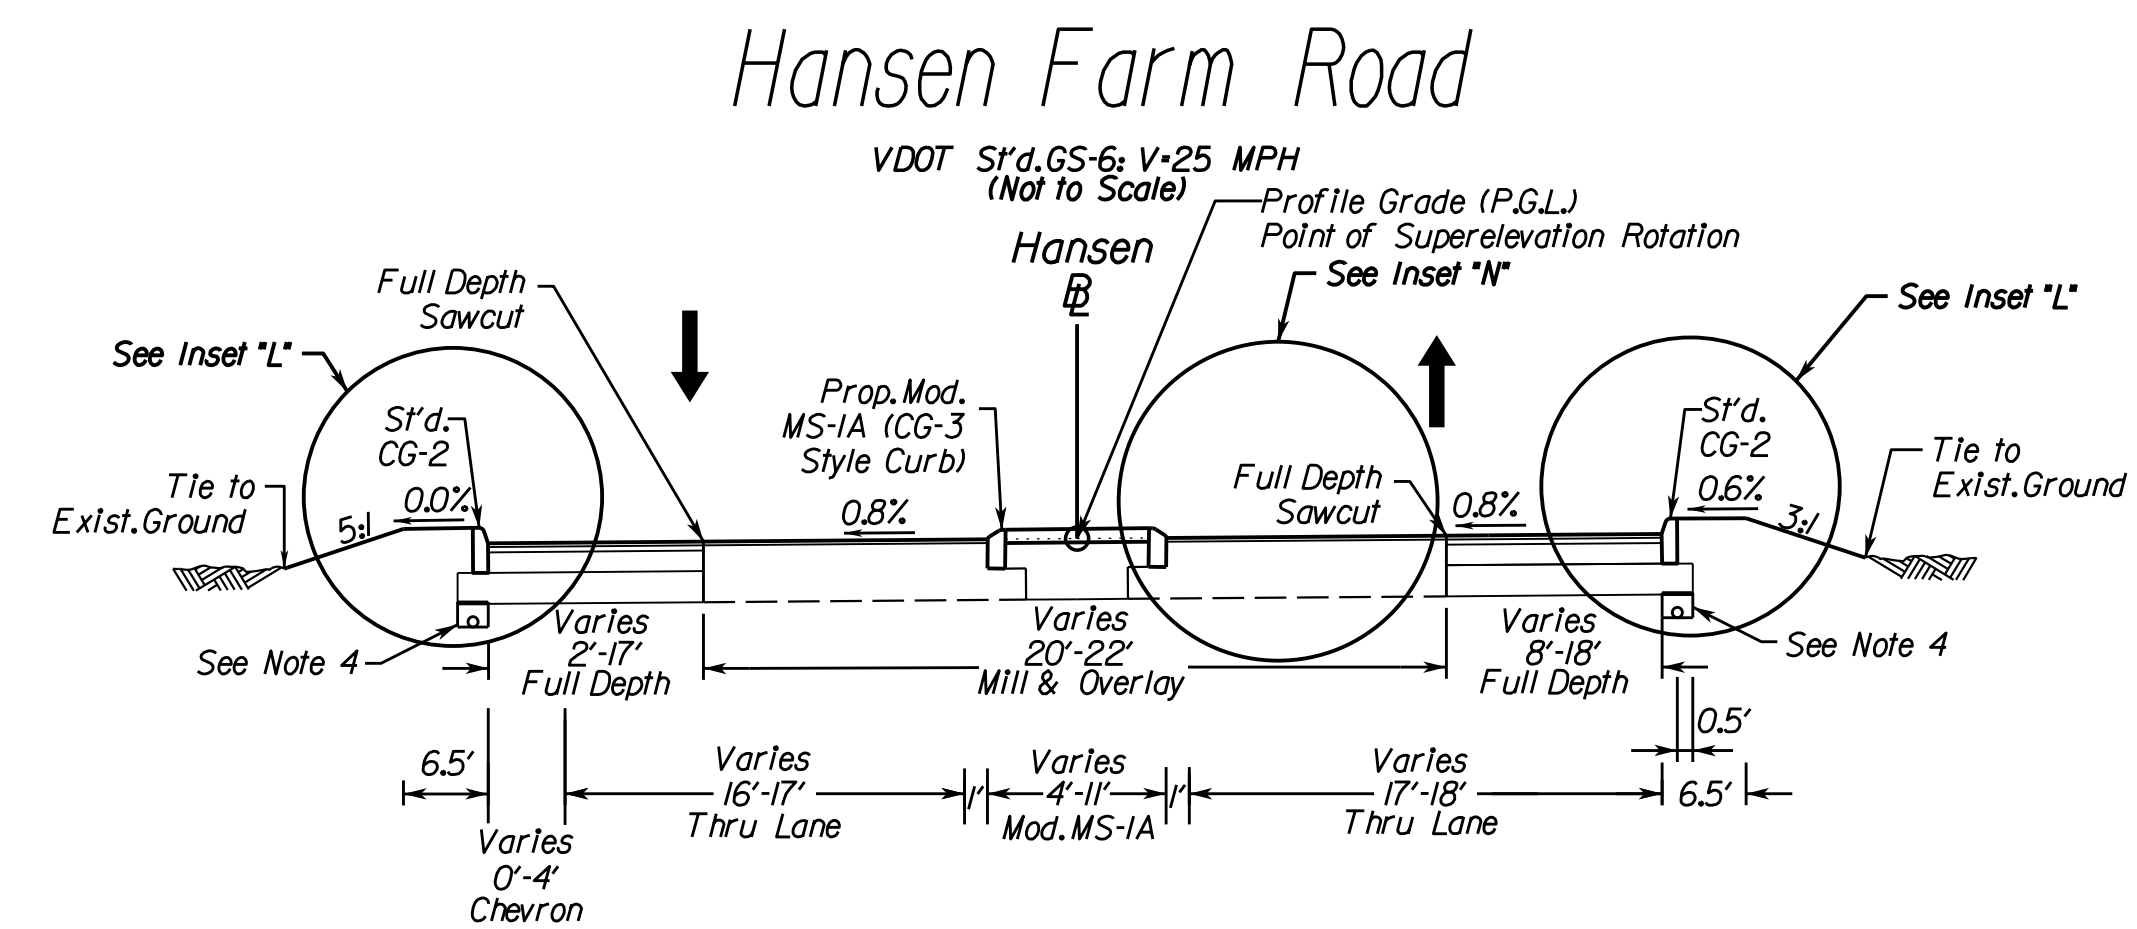 Hansen Farm Road
VDOT St'd. GS-6: V=25 MPH
(Not to Scale)
Profile Grade (P.G.L.)
Point of Superelevation Rotation
Hansen
BL
See Inset "N"
Full Depth
Sawcut
See Inset "L"
See Inset "L"
Prop. Mod.
MS-1A (CG-3
Style Curb)
St'd.
CG-2
St'd.
CG-2
Tie to
Exist. Ground
Tie to
Exist. Ground
Full Depth
Sawcut
5:1
0.0%
0.8%
0.8%
0.6%
3:1
See Note 4
See Note 4
Varies
2'-17'
Full Depth
Varies
20'-22'
Mill & Overlay
Varies
8'-18'
Full Depth
0.5'
6.5'
Varies
16'-17'
Thru Lane
1'
Varies
4'-11'
Mod. MS-1A
1'
Varies
17'-18'
Thru Lane
6.5'
Varies
0'-4'
Chevron